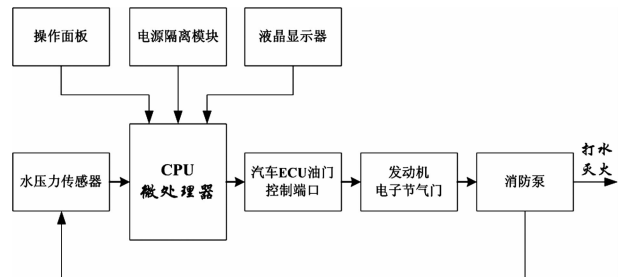 操作面板
电源隔离模块
液晶显示器
水压力传感器
CPU
微处理器
汽车ECU油门
控制端口
发动机
电子节气门
消防泵
打水
灭火